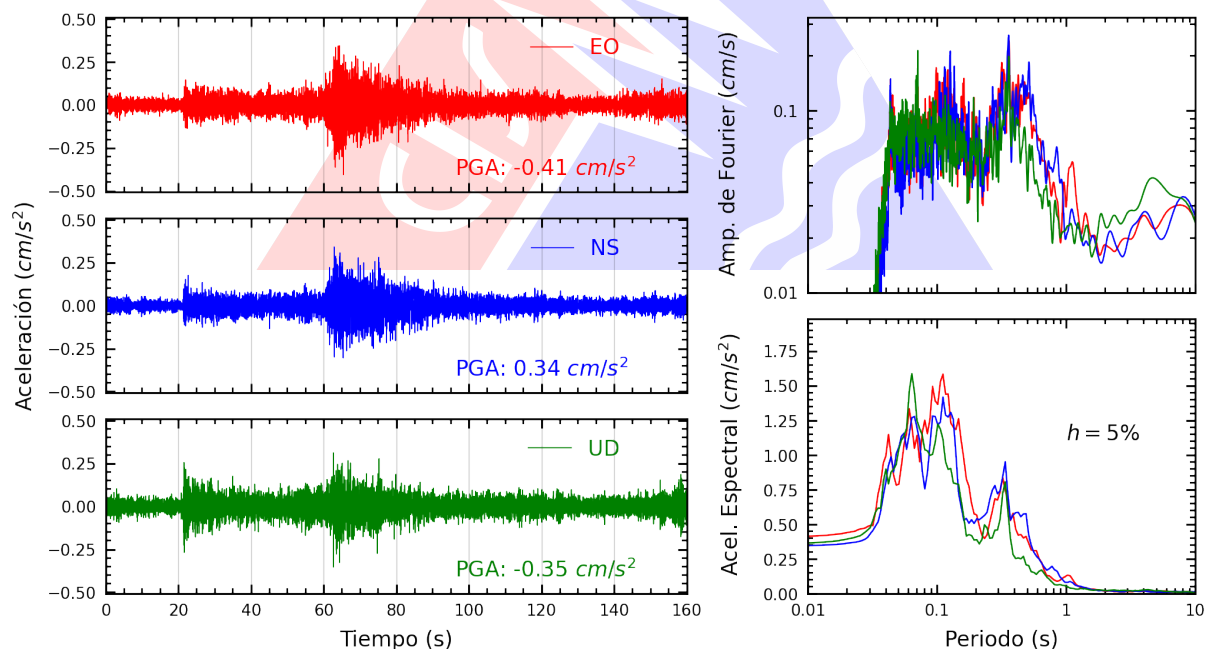 Aceleración (cm/s²)
0.50
0.25
0.00
−0.25
−0.50
EO
PGA: -0.41 cm/s²
0.50
0.25
0.00
−0.25
−0.50
NS
PGA: 0.34 cm/s²
0.50
0.25
0.00
−0.25
−0.50
UD
PGA: -0.35 cm/s²
0 20 40 60 80 100 120 140 160
Tiempo (s)
Amp. de Fourier (cm/s)
0.1
0.01
Acel. Espectral (cm/s²)
1.75
1.50
1.25
1.00
0.75
0.50
0.25
0.00
h = 5%
0.01 0.1 1 10
Periodo (s)